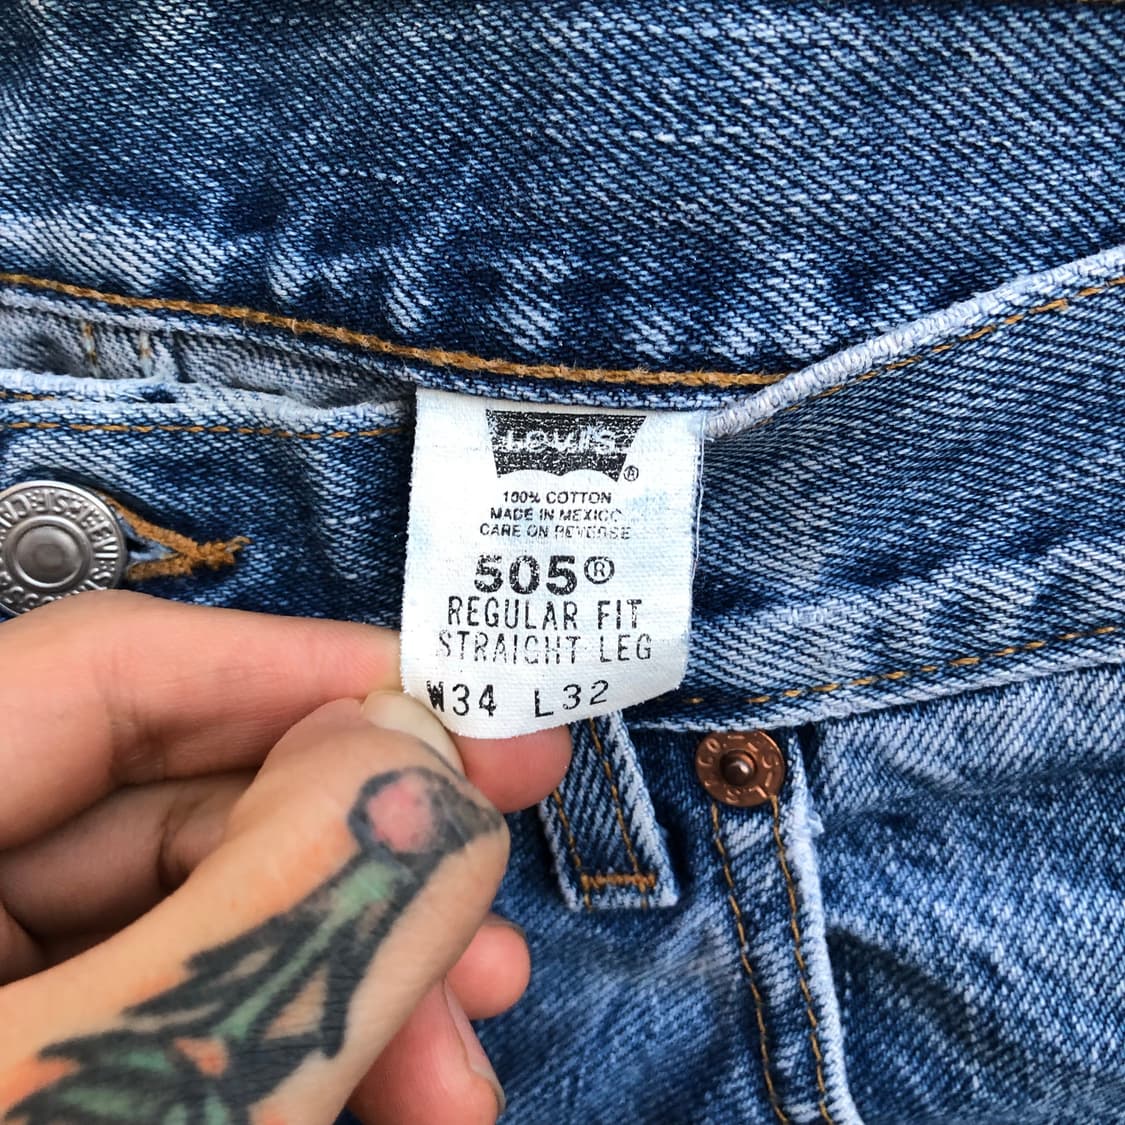 Levi's
®
100% COTTON
MADE IN MEXICO
CARE ON REVERSE
505®
REGULAR FIT
STRAIGHT LEG
W34 L32